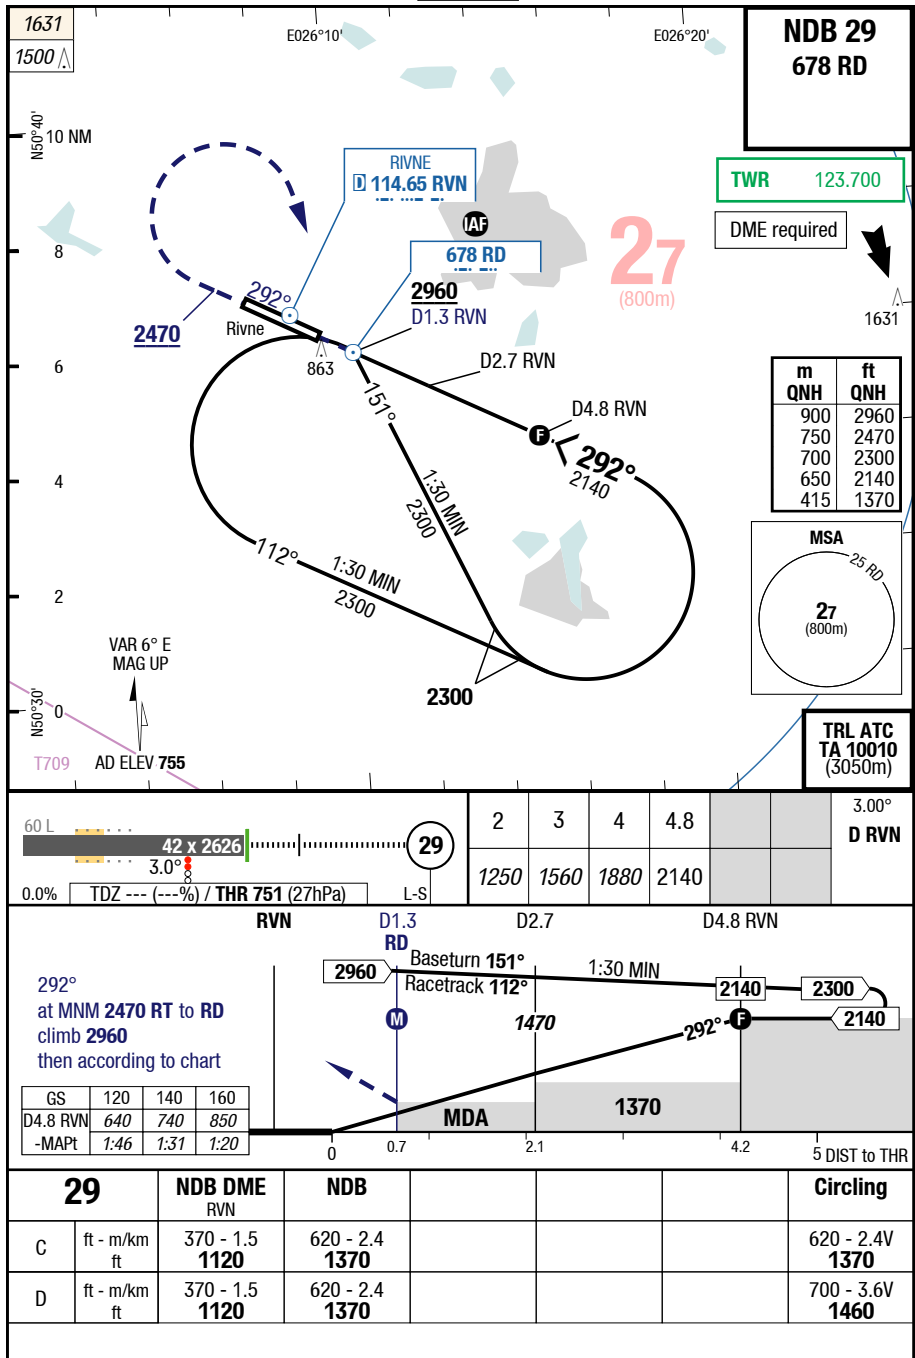 1631
1500
E026°10'
E026°20'
NDB 29
678 RD
N50°40'
10 NM
RIVNE
D 114.65 RVN
TWR 123.700
IAF
DME required
27
(800m)
8
678 RD
2960
292°
D1.3 RVN
1631
2470
Rivne
863
D2.7 RVN
6
151°
D4.8 RVN
F
292°
2140
m ft
QNH QNH
900 2960
750 2470
700 2300
650 2140
415 1370
4
1:30 MIN
2300
112°
1:30 MIN
2300
MSA
25 RD
27
(800m)
2
VAR 6° E
MAG UP
2300
N50°30'
0
T709
AD ELEV 755
TRL ATC
TA 10010
(3050m)
60 L
42 x 2626
29
3.0°
0.0%
TDZ --- (---%) / THR 751 (27hPa)
L-S
2 3 4 4.8
3.00°
D RVN
1250 1560 1880 2140
RVN
D1.3
RD
D2.7
D4.8 RVN
2960
Baseturn 151°
1:30 MIN
Racetrack 112°
2140
2300
292°
at MNM 2470 RT to RD
climb 2960
then according to chart
M
1470
292°
F
2140
GS 120 140 160
D4.8 RVN 640 740 850
-MAPt 1:46 1:31 1:20
MDA
1370
0
0.7
2.1
4.2
5 DIST to THR
29
NDB DME
RVN
NDB
Circling
C
ft - m/km 370 - 1.5 620 - 2.4 620 - 2.4V
ft 1120 1370 1370
D
ft - m/km 370 - 1.5 620 - 2.4 700 - 3.6V
ft 1120 1370 1460